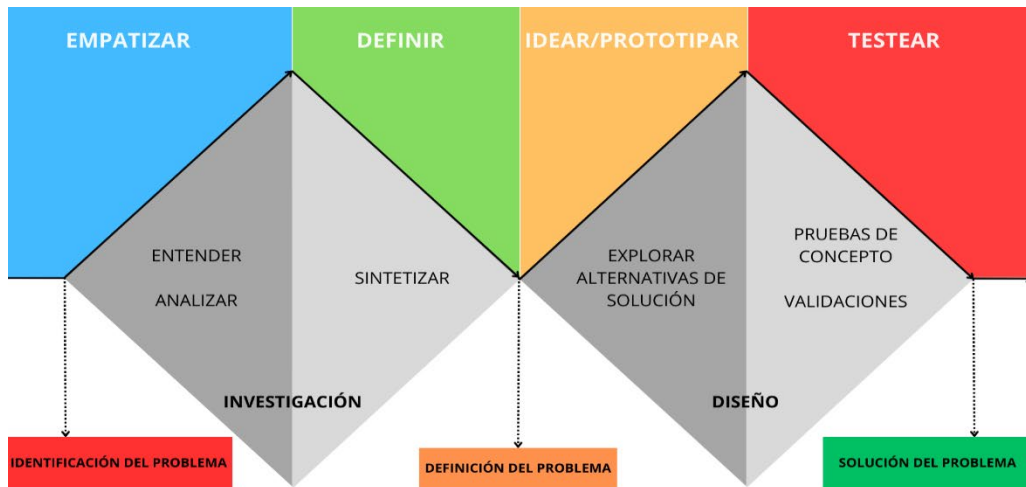 EMPATIZAR
DEFINIR
IDEAR/PROTOTIPAR
TESTEAR
ENTENDER
ANALIZAR
SINTETIZAR
EXPLORAR
ALTERNATIVAS DE
SOLUCIÓN
PRUEBAS DE
CONCEPTO
VALIDACIONES
INVESTIGACIÓN
DISEÑO
IDENTIFICACIÓN DEL PROBLEMA
DEFINICIÓN DEL PROBLEMA
SOLUCIÓN DEL PROBLEMA